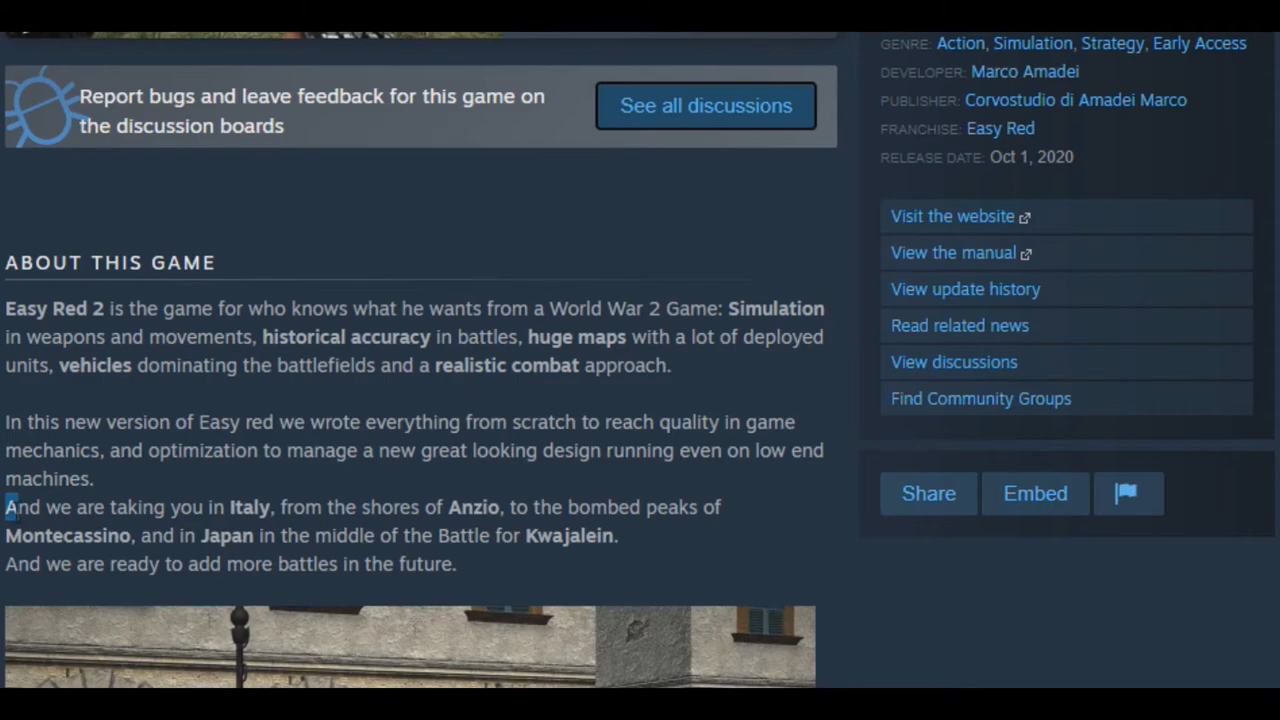 GENRE: Action, Simulation, Strategy, Early Access
DEVELOPER: Marco Amadei
PUBLISHER: Corvostudio di Amadei Marco
FRANCHISE: Easy Red
RELEASE DATE: Oct 1, 2020
Report bugs and leave feedback for this game on
the discussion boards
See all discussions
Visit the website
View the manual
View update history
Read related news
View discussions
Find Community Groups
Share
Embed
ABOUT THIS GAME
Easy Red 2 is the game for who knows what he wants from a World War 2 Game: Simulation
in weapons and movements, historical accuracy in battles, huge maps with a lot of deployed
units, vehicles dominating the battlefields and a realistic combat approach.
In this new version of Easy red we wrote everything from scratch to reach quality in game
mechanics, and optimization to manage a new great looking design running even on low end
machines.
And we are taking you in Italy, from the shores of Anzio, to the bombed peaks of
Montecassino, and in Japan in the middle of the Battle for Kwajalein.
And we are ready to add more battles in the future.